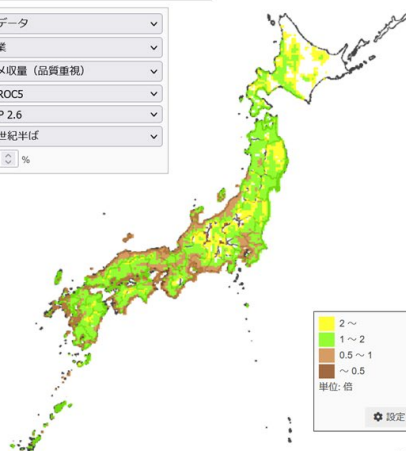 データ
業
メ収量（品質重視）
ROC5
P 2.6
世紀半ば
%
2 ～
1 ～ 2
0.5 ～ 1
～ 0.5
単位: 倍
設定